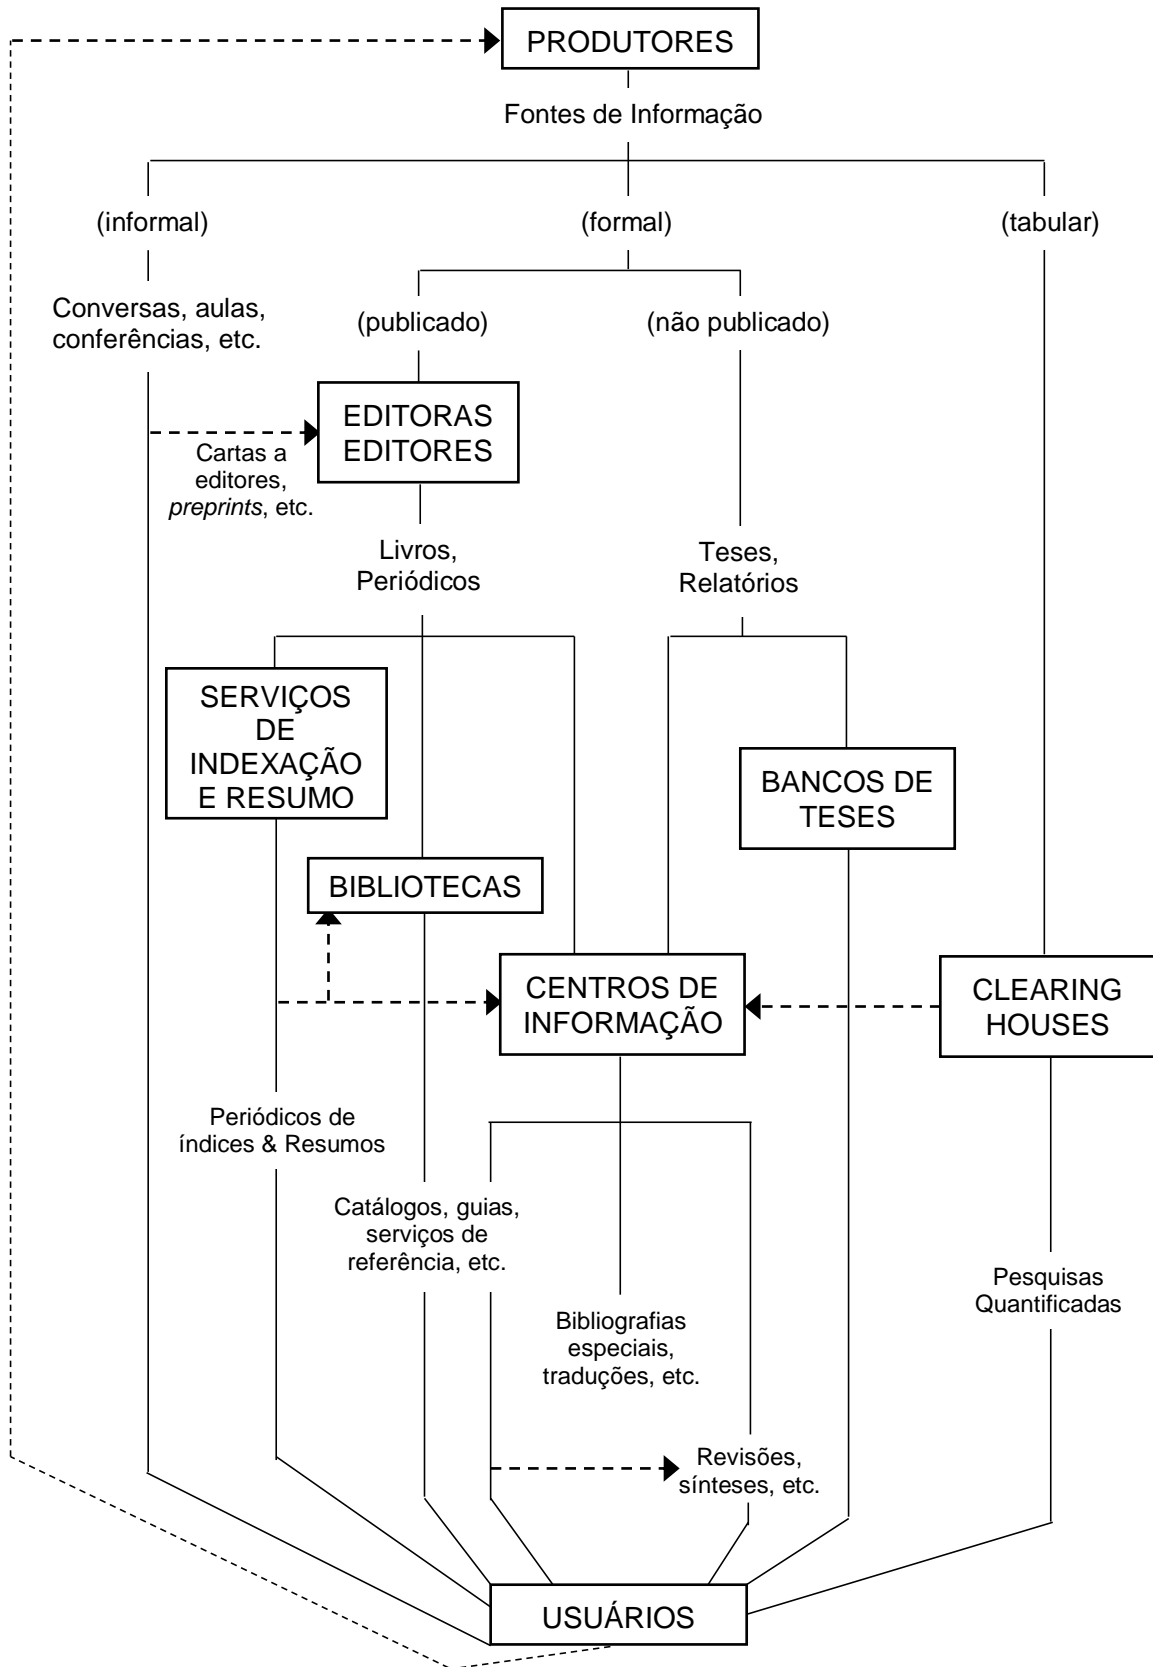 PRODUTORES
Fontes de Informação
(informal)
(formal)
(tabular)
Conversas, aulas,
conferências, etc.
(publicado)
(não publicado)
EDITORAS
EDITORES
Cartas a
editores,
preprints, etc.
Livros,
Periódicos
Teses,
Relatórios
SERVIÇOS
DE
INDEXAÇÃO
E RESUMO
BANCOS DE
TESES
BIBLIOTECAS
CENTROS DE
INFORMAÇÃO
CLEARING
HOUSES
Periódicos de
índices & Resumos
Catálogos, guias,
serviços de
referência, etc.
Pesquisas
Quantificadas
Bibliografias
especiais,
traduções, etc.
Revisões,
sínteses, etc.
USUÁRIOS